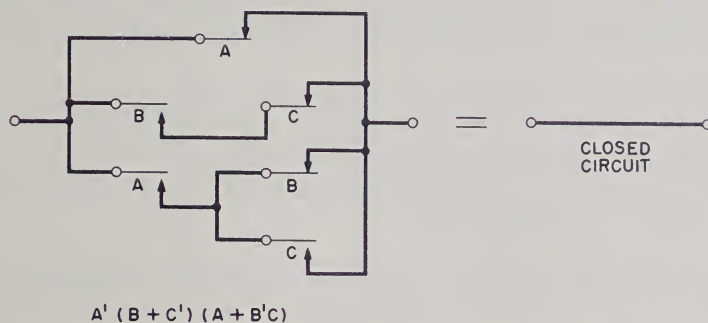 A
B
C
=
CLOSED
CIRCUIT
A
B
C
A' (B + C') (A + B'C)